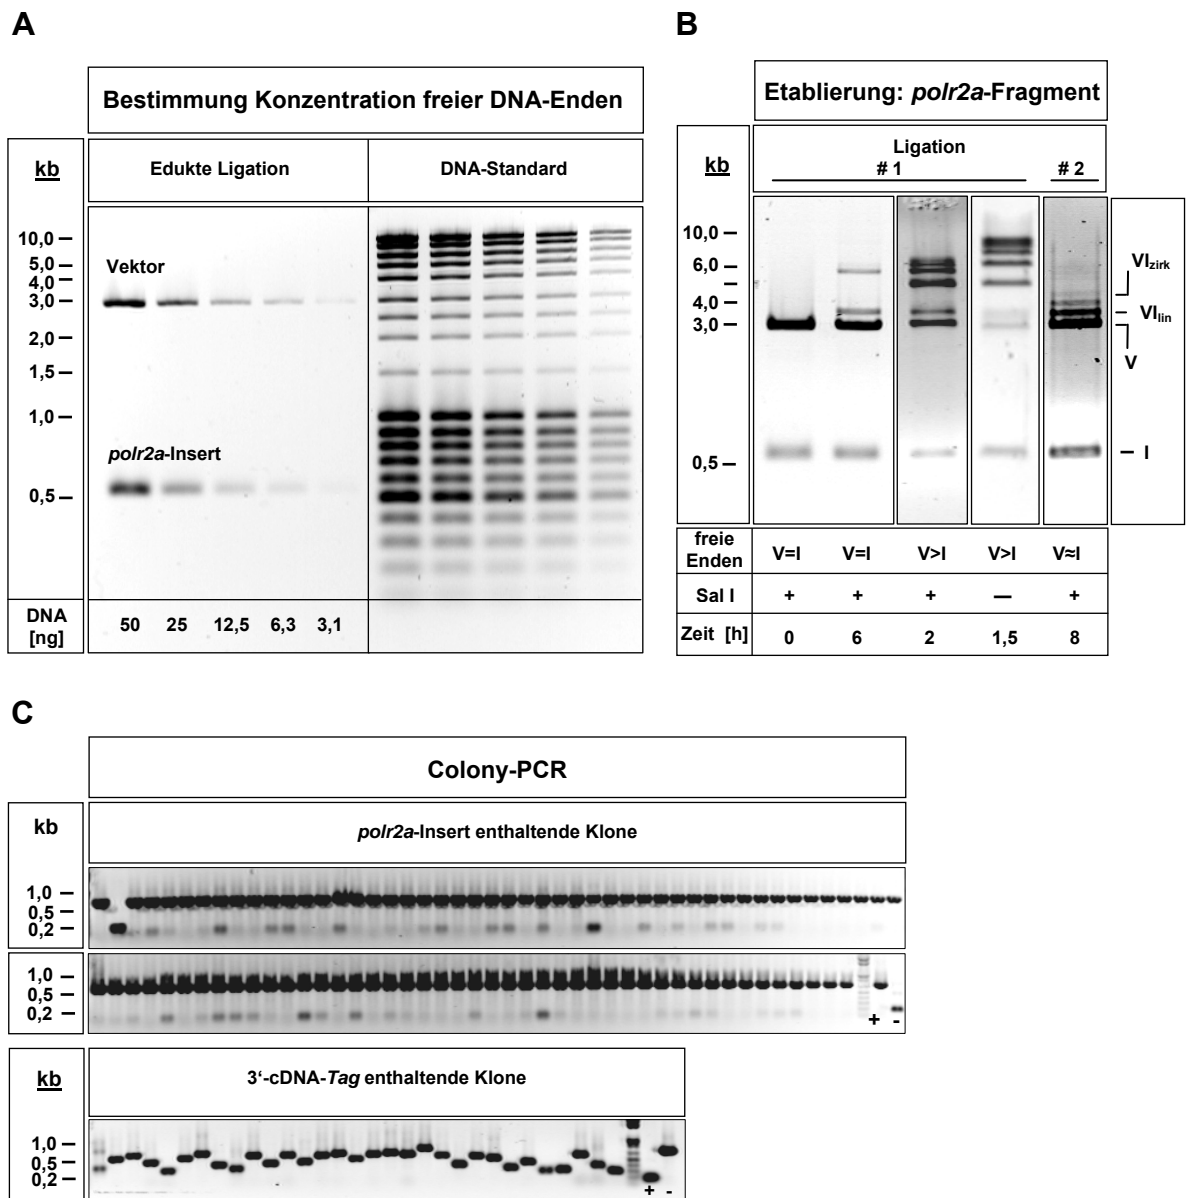 A
Bestimmung Konzentration freier DNA-Enden
kb
Edukte Ligation
DNA-Standard
10,0
5,0
4,0
3,0
2,0
1,5
1,0
0,5
Vektor
polr2a-Insert
DNA [ng]
50 25 12,5 6,3 3,1
B
Etablierung: polr2a-Fragment
kb
Ligation
# 1
# 2
10,0
6,0
4,0
3,0
0,5
VIzirk
VIlin
V
I
freie Enden
V=I V=I V>I V>I V≈I
Sal I
+ + + — +
Zeit [h]
0 6 2 1,5 8
C
Colony-PCR
kb
polr2a-Insert enthaltende Klone
1,0
0,5
0,2
1,0
0,5
0,2
+ -
kb
3‘-cDNA-Tag enthaltende Klone
1,0
0,5
0,2
+ -